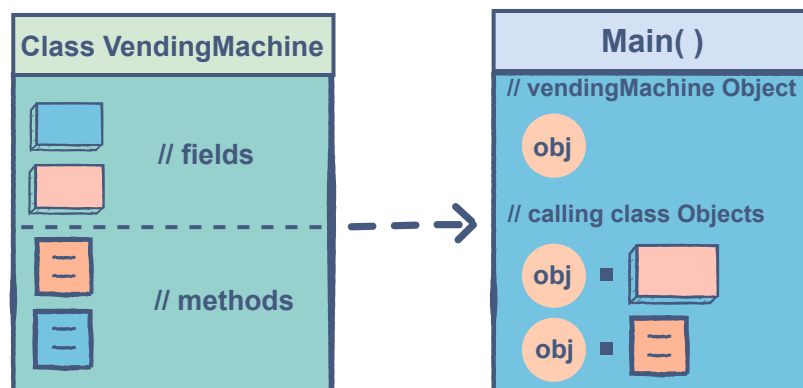 Class VendingMachine
// fields
// methods
Main( )
// vendingMachine Object
obj
// calling class Objects
obj
obj